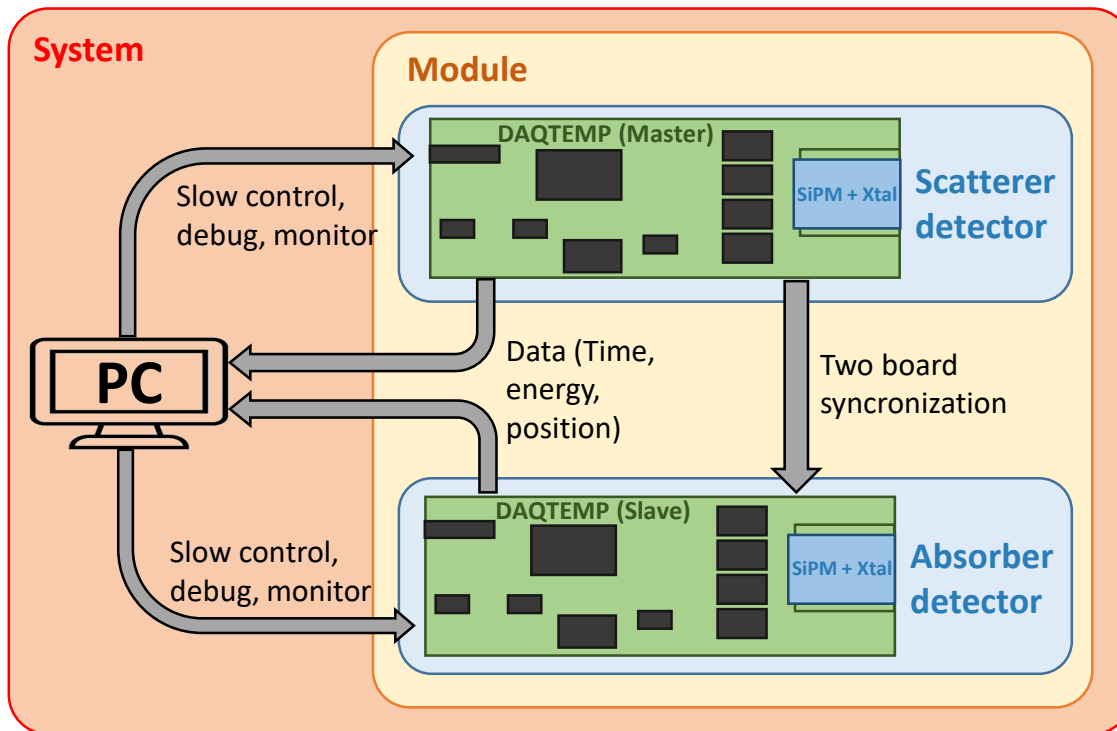 System
Module
DAQTEMP (Master)
SiPM + Xtal
Scatterer
detector
Slow control,
debug, monitor
PC
Data (Time,
energy,
position)
Two board
syncronization
DAQTEMP (Slave)
SiPM + Xtal
Absorber
detector
Slow control,
debug, monitor